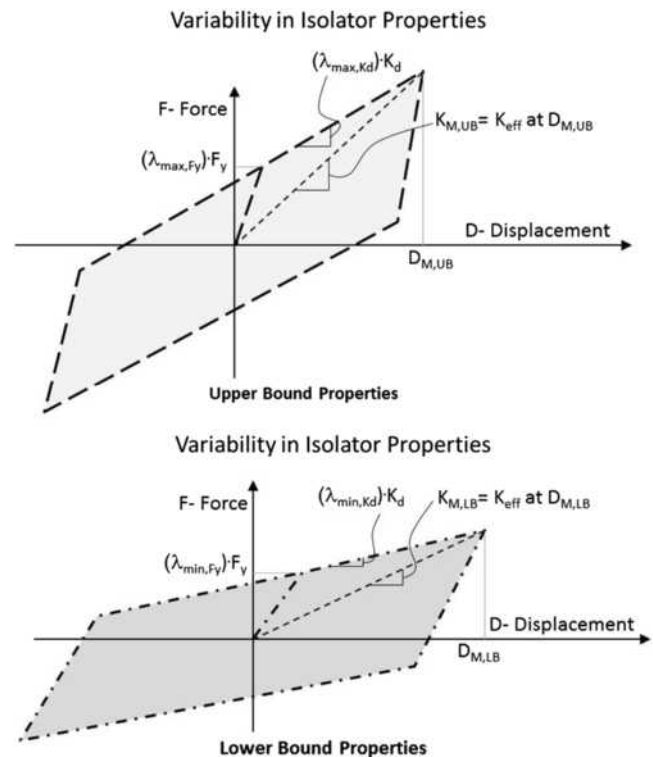 Variability in Isolator Properties
(λmax,Kd)·Kd
F- Force
KM,UB= Keff at DM,UB
(λmax,Fy)·Fy
D- Displacement
DM,UB
Upper Bound Properties
Variability in Isolator Properties
F- Force
(λmin,Kd)·Kd
KM,LB= Keff at DM,LB
(λmin,Fy)·Fy
D- Displacement
DM,LB
Lower Bound Properties